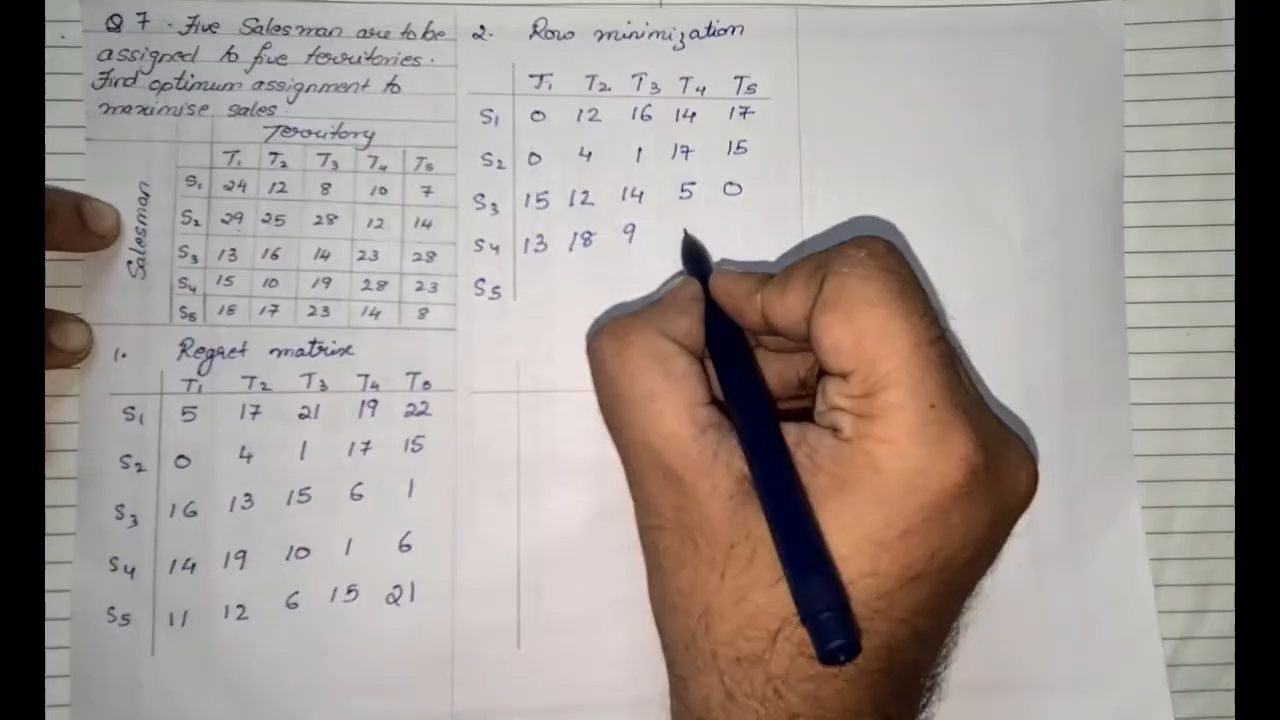 Q 7. Five Salesman are to be
assigned to five territories.
Find optimum assignment to
maximise sales.
Territory
Salesman
T1 T2 T3 T4 T5
S1 24 12 8 10 7
S2 29 25 28 12 14
S3 13 16 14 23 28
S4 15 10 19 28 23
S5 18 17 23 14 8
1. Regret matrix
T1 T2 T3 T4 T5
S1 5 17 21 19 22
S2 0 4 1 17 15
S3 16 13 15 6 1
S4 14 19 10 1 6
S5 11 12 6 15 21
2. Row minimization
T1 T2 T3 T4 T5
S1 0 12 16 14 17
S2 0 4 1 17 15
S3 15 12 14 5 0
S4 13 18 9
S5